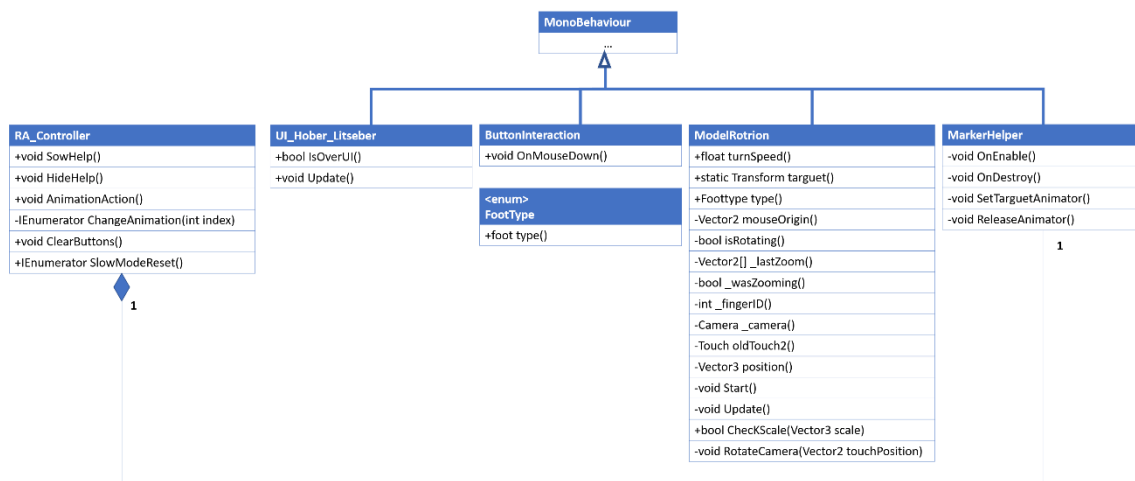 MonoBehaviour
...
RA_Controller
+void SowHelp()
+void HideHelp()
+void AnimationAction()
-IEnumerator ChangeAnimation(int index)
+void ClearButtons()
+IEnumerator SlowModeReset()
1
UI_Hober_Litseber
+bool IsOverUI()
+void Update()
ButtonInteraction
+void OnMouseDown()
<enum>
FootType
+foot type()
ModelRotrion
+float turnSpeed()
+static Transform targuet()
+Foottype type()
-Vector2 mouseOrigin()
-bool isRotating()
-Vector2[] _lastZoom()
-bool _wasZooming()
-int _fingerID()
-Camera _camera()
-Touch oldTouch2()
-Vector3 position()
-void Start()
-void Update()
+bool ChecKScale(Vector3 scale)
-void RotateCamera(Vector2 touchPosition)
MarkerHelper
-void OnEnable()
-void OnDestroy()
-void SetTarguetAnimator()
-void ReleaseAnimator()
1